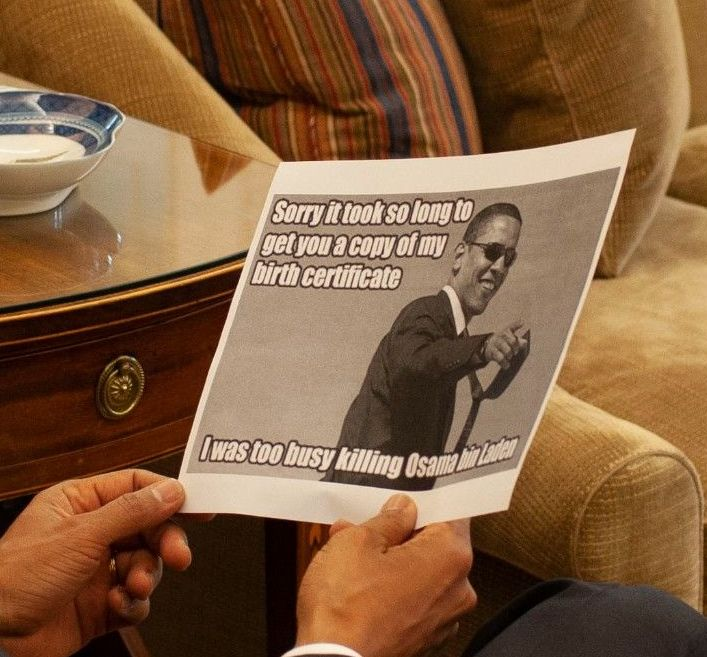 Sorry it took so long to
get you a copy of my
birth certificate
I was too busy killing Osama bin Laden